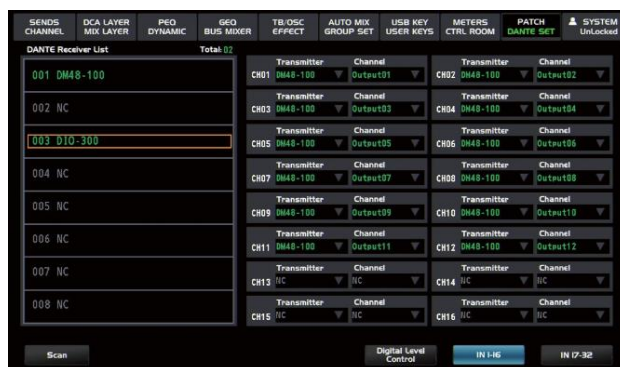 SENDS DCA LAYER PEQ GEQ TB/OSC AUTO MIX USB KEY METERS PATCH SYSTEM
CHANNEL MIX LAYER DYNAMIC BUS MIXER EFFECT GROUP SET USER KEYS CTRL ROOM DANTE SET UnLocked
DANTE Receiver List Total: 02
001 DM48-100
002 NC
003 DIO-300
004 NC
005 NC
006 NC
007 NC
008 NC
Transmitter Channel Transmitter Channel
CH01 DM48-100 Output01 CH02 DM48-100 Output02
Transmitter Channel Transmitter Channel
CH03 DM48-100 Output03 CH04 DM48-100 Output04
Transmitter Channel Transmitter Channel
CH05 DM48-100 Output05 CH06 DM48-100 Output06
Transmitter Channel Transmitter Channel
CH07 DM48-100 Output07 CH08 DM48-100 Output08
Transmitter Channel Transmitter Channel
CH09 DM48-100 Output09 CH10 DM48-100 Output10
Transmitter Channel Transmitter Channel
CH11 DM48-100 Output11 CH12 DM48-100 Output12
Transmitter Channel Transmitter Channel
CH13 NC NC CH14 NC NC
Transmitter Channel Transmitter Channel
CH15 NC NC CH16 NC NC
Scan Digital Level Control IN 1-16 IN 17-32